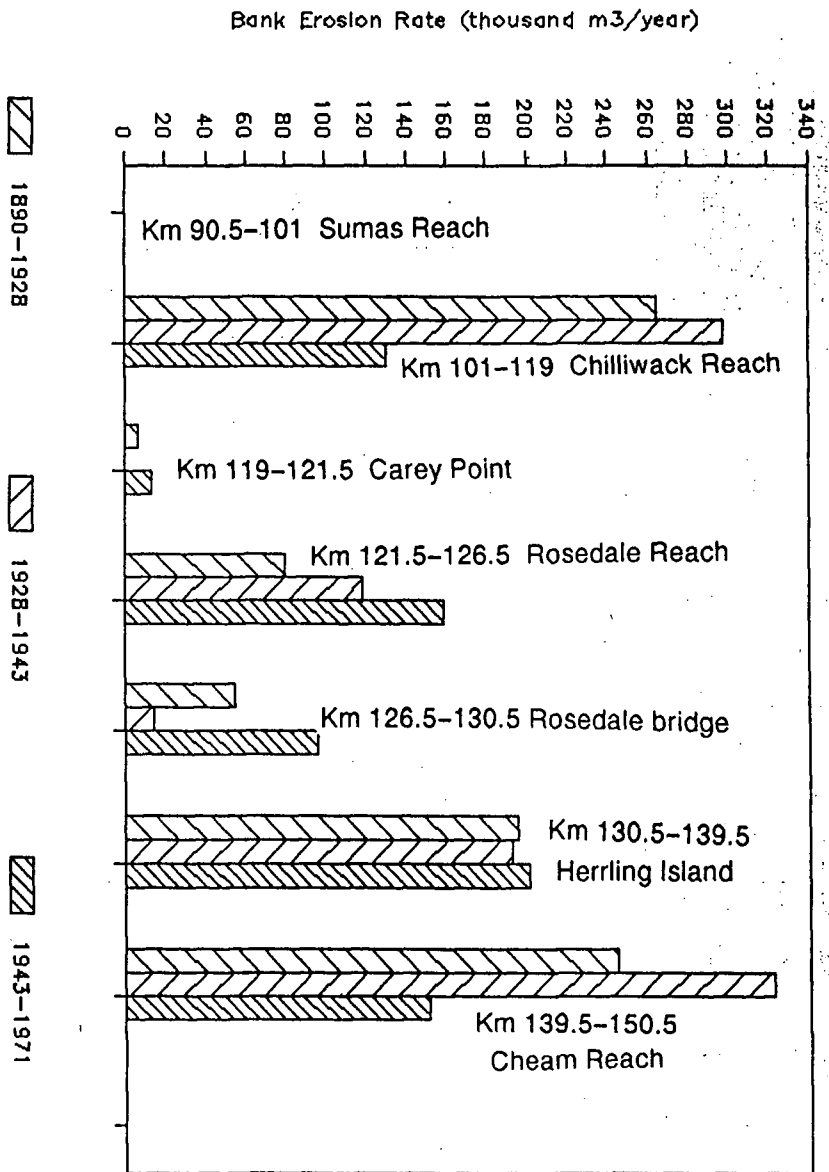 Bank Erosion Rate (thousand m3/year)
0
20
40
60
80
100
120
140
160
180
200
220
240
260
280
300
320
340
Km 90.5–101 Sumas Reach
Km 101–119 Chilliwack Reach
Km 119–121.5 Carey Point
Km 121.5–126.5 Rosedale Reach
Km 126.5–130.5 Rosedale bridge
Km 130.5–139.5
Herrling Island
Km 139.5–150.5
Cheam Reach
1890–1928
1928–1943
1943–1971